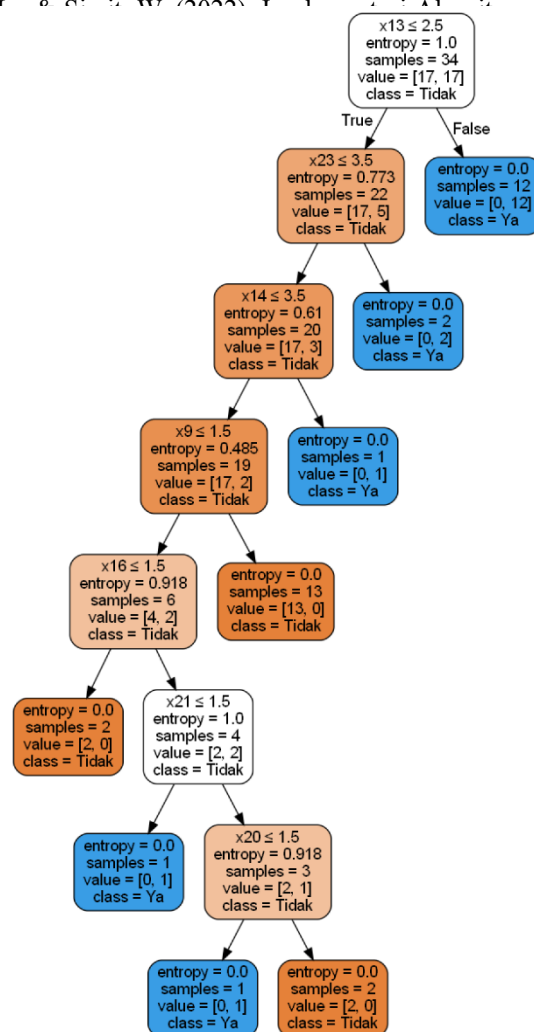 & Sigit, W. (2022). Implementasi Algoritma
x13 ≤ 2.5
entropy = 1.0
samples = 34
value = [17, 17]
class = Tidak
True
False
x23 ≤ 3.5
entropy = 0.773
samples = 22
value = [17, 5]
class = Tidak
entropy = 0.0
samples = 12
value = [0, 12]
class = Ya
x14 ≤ 3.5
entropy = 0.61
samples = 20
value = [17, 3]
class = Tidak
entropy = 0.0
samples = 2
value = [0, 2]
class = Ya
x9 ≤ 1.5
entropy = 0.485
samples = 19
value = [17, 2]
class = Tidak
entropy = 0.0
samples = 1
value = [0, 1]
class = Ya
x16 ≤ 1.5
entropy = 0.918
samples = 6
value = [4, 2]
class = Tidak
entropy = 0.0
samples = 13
value = [13, 0]
class = Tidak
entropy = 0.0
samples = 2
value = [2, 0]
class = Tidak
x21 ≤ 1.5
entropy = 1.0
samples = 4
value = [2, 2]
class = Tidak
entropy = 0.0
samples = 1
value = [0, 1]
class = Ya
x20 ≤ 1.5
entropy = 0.918
samples = 3
value = [2, 1]
class = Tidak
entropy = 0.0
samples = 1
value = [0, 1]
class = Ya
entropy = 0.0
samples = 2
value = [2, 0]
class = Tidak